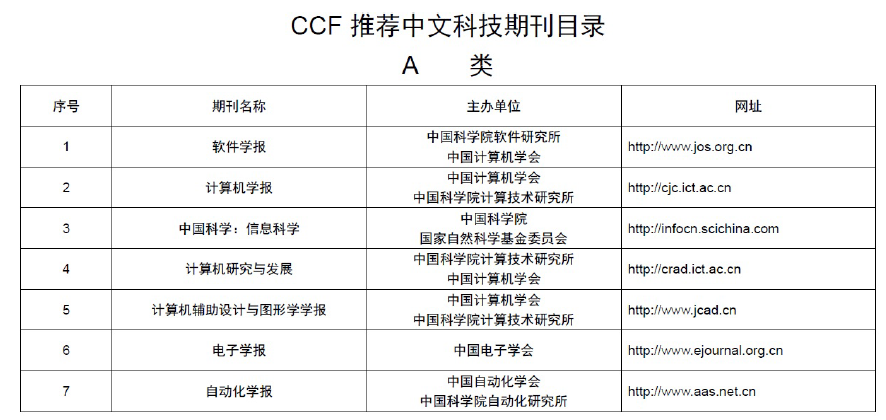 CCF 推荐中文科技期刊目录
A 类
序号 期刊名称 主办单位 网址
1 软件学报 中国科学院软件研究所 http://www.jos.org.cn
中国计算机学会
2 计算机学报 中国计算机学会 http://cjc.ict.ac.cn
中国科学院计算技术研究所
3 中国科学：信息科学 中国科学院 http://infocn.scichina.com
国家自然科学基金委员会
4 计算机研究与发展 中国科学院计算技术研究所 http://crad.ict.ac.cn
中国计算机学会
5 计算机辅助设计与图形学学报 中国计算机学会 http://www.jcad.cn
中国科学院计算技术研究所
6 电子学报 中国电子学会 http://www.ejournal.org.cn
7 自动化学报 中国自动化学会 http://www.aas.net.cn
中国科学院自动化研究所